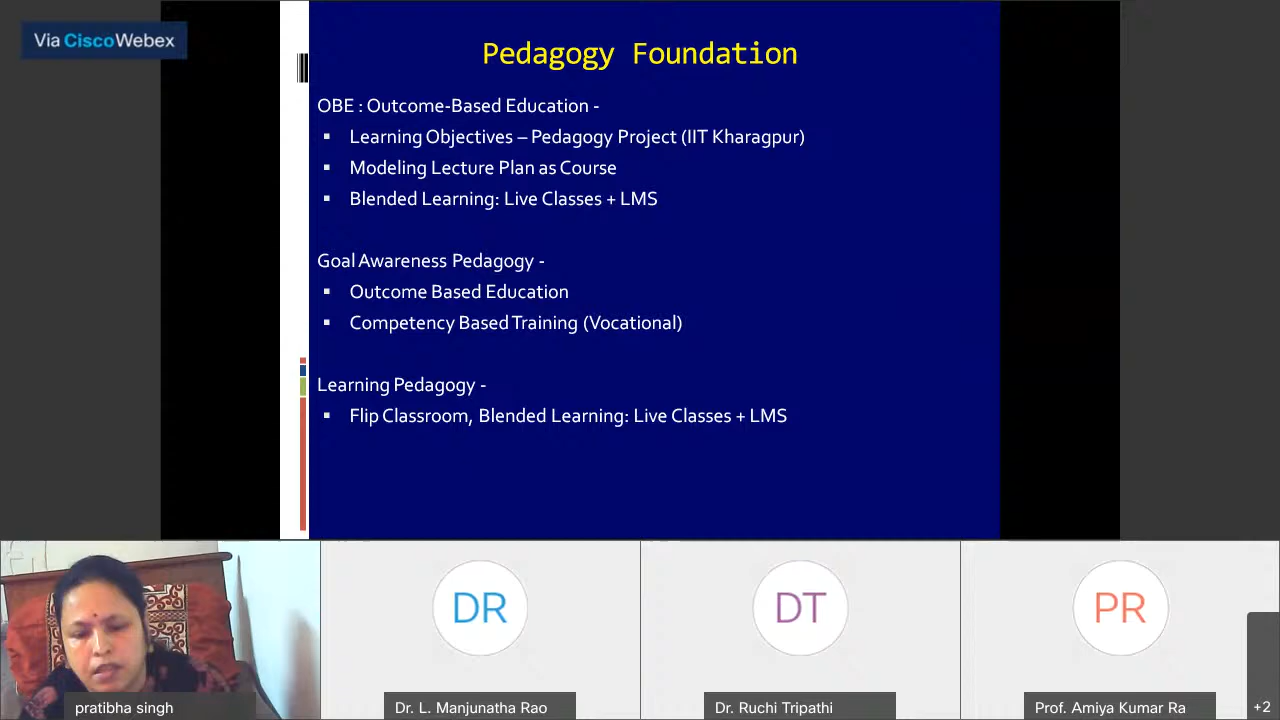 Via CiscoWebex
Pedagogy Foundation
OBE : Outcome-Based Education -
▪ Learning Objectives – Pedagogy Project (IIT Kharagpur)
▪ Modeling Lecture Plan as Course
▪ Blended Learning: Live Classes + LMS
Goal Awareness Pedagogy -
▪ Outcome Based Education
▪ Competency Based Training (Vocational)
Learning Pedagogy -
▪ Flip Classroom, Blended Learning: Live Classes + LMS
DR
DT
PR
pratibha singh
Dr. L. Manjunatha Rao
Dr. Ruchi Tripathi
Prof. Amiya Kumar Ra
+2